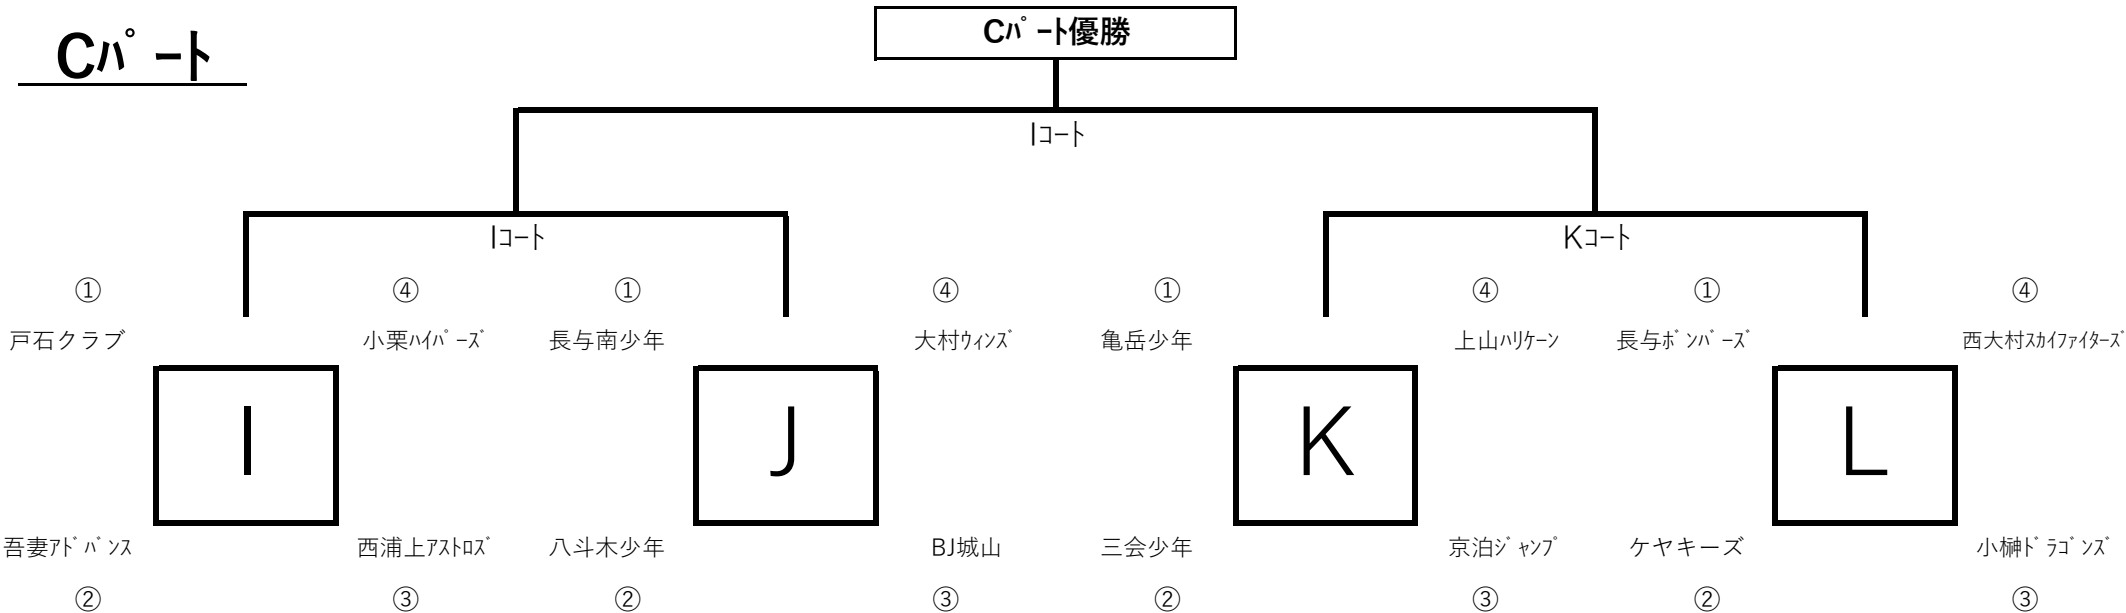 Cﾊﾟｰﾄ優勝
Cﾊﾟｰﾄ
Iｺｰﾄ
Iｺｰﾄ Kｺｰﾄ
① ④ ① ④ ① ④ ① ④
戸石クラブ 小栗ﾊｲﾊﾟｰｽﾞ 長与南少年 大村ｳｨﾝｽﾞ 亀岳少年 上山ﾊﾘｹｰﾝ 長与ﾎﾞﾝﾊﾞｰｽﾞ 西大村ｽｶｲﾌｧｲﾀｰｽﾞ
I J K L
吾妻ｱﾄﾞﾊﾞﾝｽ 西浦上ｱｽﾄﾛｽﾞ 八斗木少年 BJ城山 三会少年 京泊ｼﾞｬﾝﾌﾟ ケヤキーズ 小榊ﾄﾞﾗｺﾞﾝｽﾞ
② ③ ② ③ ② ③ ② ③